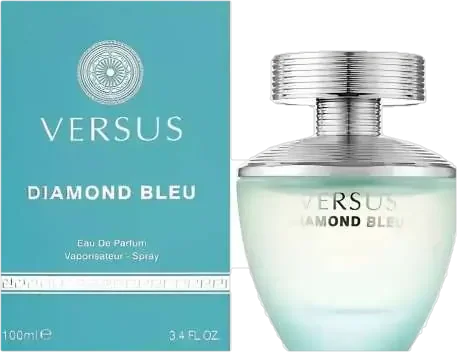 VERSUS
DIAMOND BLEU
Eau De Parfum
Vaporisateur - Spray
100ml℮ 3.4 FL.OZ.
VERSUS
DIAMOND BLEU